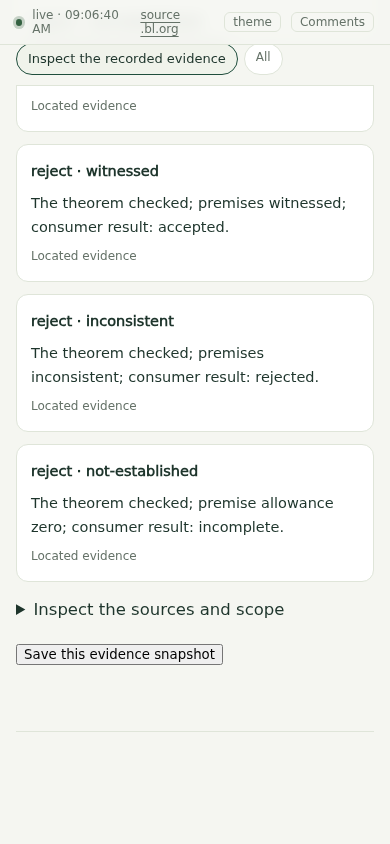 live · 09:06:40 AM
source.bl.org
theme
Comments
Inspect the recorded evidence
All
Located evidence
reject · witnessed
The theorem checked; premises witnessed;
consumer result: accepted.
Located evidence
reject · inconsistent
The theorem checked; premises
inconsistent; consumer result: rejected.
Located evidence
reject · not-established
The theorem checked; premise allowance
zero; consumer result: incomplete.
Located evidence
▶ Inspect the sources and scope
Save this evidence snapshot